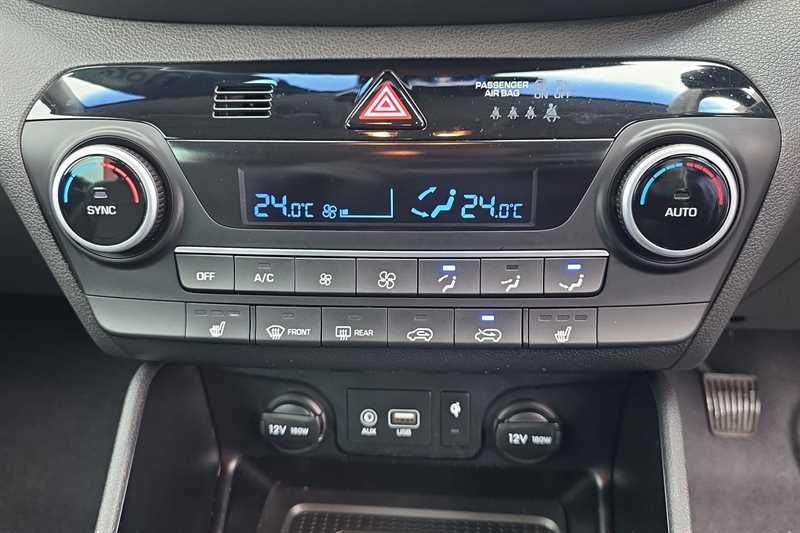 PASSENGER
AIR BAG ON OFF
SYNC
24.0°C
24.0°C
AUTO
OFF
A/C
FRONT
REAR
12V 180W
AUX
USB
12V 180W